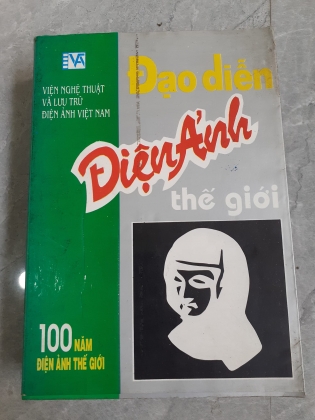 EVA
VIỆN NGHỆ THUẬT
VÀ LƯU TRỮ
ĐIỆN ẢNH VIỆT NAM
Đạo diễn
Điện Ảnh
thế giới
100 NĂM
ĐIỆN ẢNH THẾ GIỚI